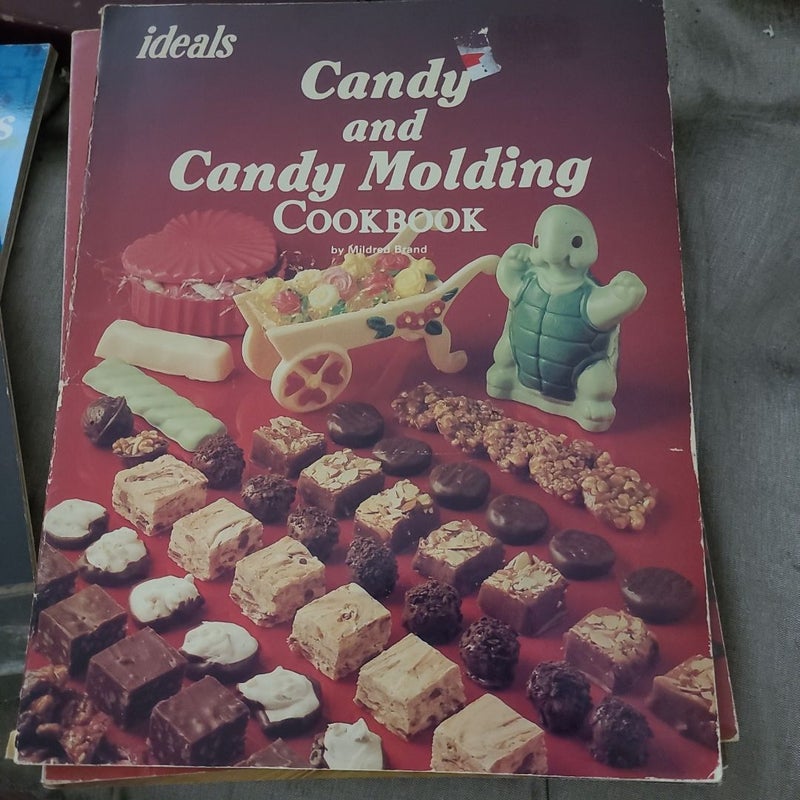 ideals
Candy
and
Candy Molding
COOKBOOK
by Mildred Brand
s